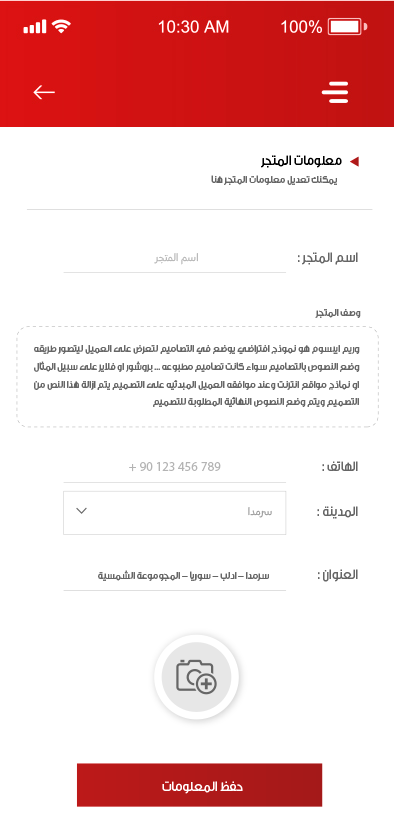 10:30 AM 100%
معلومات المتجر
يمكنك تعديل معلومات المتجر هنا
اسم المتجر :
اسم المتجر
وصف المتجر
وريم ايبسوم هو نموذج افتراضي يوضع في التصاميم لتعرض على العميل ليتصور طريقه
وضع النصوص بالتصاميم سواء كانت تصاميم مطبوعه ... بروشور او فلاير على سبيل المثال
او نماذج مواقع انترنت وعند موافقه العميل المبدئيه على التصميم يتم ازالة هذا النص من
التصميم ويتم وضع النصوص النهائية المطلوبة للتصميم
الهاتف :
+ 90 123 456 789
المدينة :
سرمدا
العنوان :
سرمدا – ادلب – سوريا – المجوموعة الشمسية
حفظ المعلومات